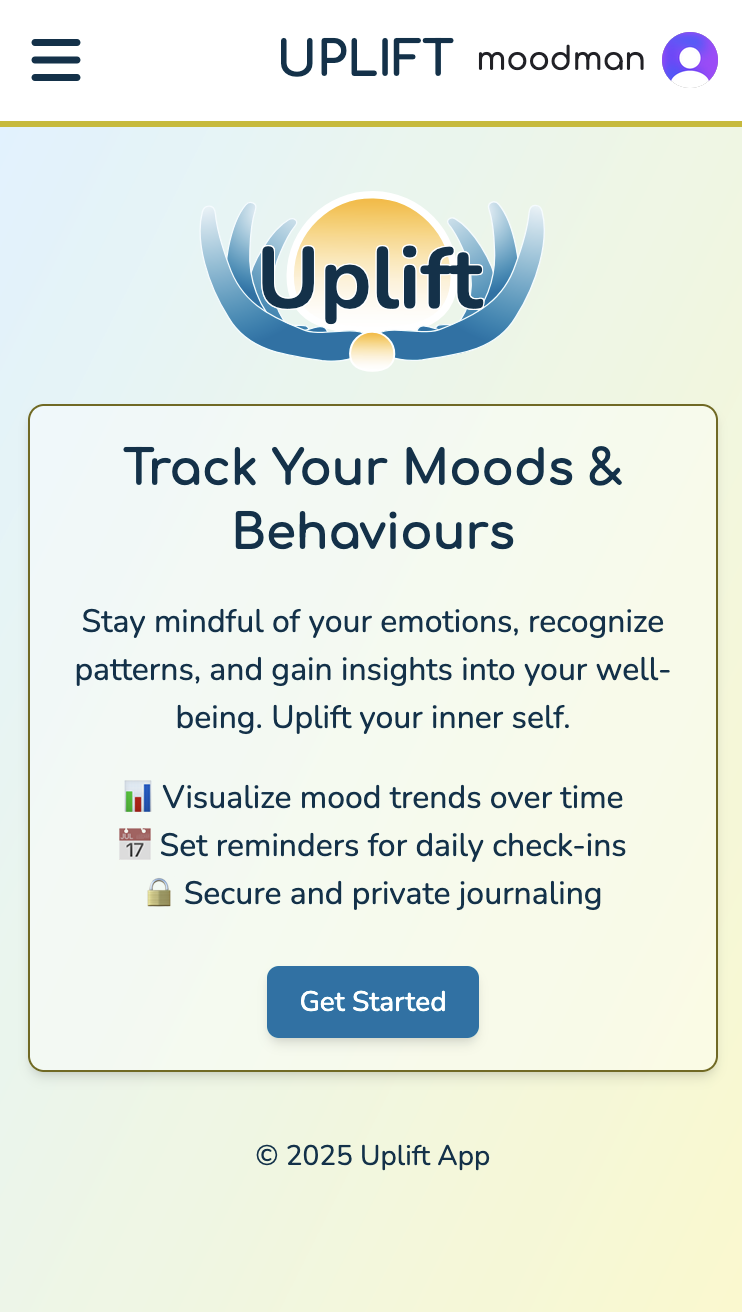 UPLIFT moodman
Uplift
Track Your Moods &
Behaviours
Stay mindful of your emotions, recognize
patterns, and gain insights into your well-
being. Uplift your inner self.
📊 Visualize mood trends over time
📅 Set reminders for daily check-ins
🔒 Secure and private journaling
Get Started
© 2025 Uplift App